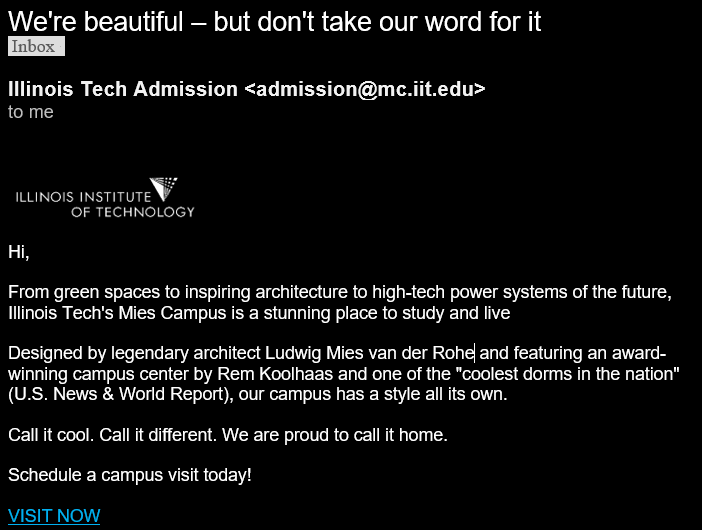 We're beautiful – but don't take our word for it
Inbox
Illinois Tech Admission <admission@mc.iit.edu>
to me
ILLINOIS INSTITUTE
OF TECHNOLOGY
Hi,
From green spaces to inspiring architecture to high-tech power systems of the future,
Illinois Tech's Mies Campus is a stunning place to study and live
Designed by legendary architect Ludwig Mies van der Rohe and featuring an award-
winning campus center by Rem Koolhaas and one of the "coolest dorms in the nation"
(U.S. News & World Report), our campus has a style all its own.
Call it cool. Call it different. We are proud to call it home.
Schedule a campus visit today!
VISIT NOW